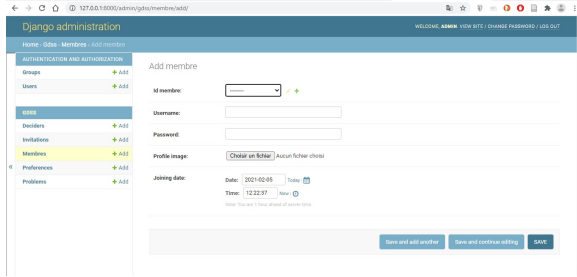 127.0.0.1:8000/admin/gdss/membre/add/
Django administration
WELCOME, ADMIN. VIEW SITE / CHANGE PASSWORD / LOG OUT
Home › Gdss › Membres › Add membre
AUTHENTICATION AND AUTHORIZATION
Groups + Add
Users + Add
GDSS
Deciders + Add
Invitations + Add
Membres + Add
Preferences + Add
Problems + Add
«
Add membre
Id membre: ---------
Username:
Password:
Profile image: Choisir un fichier Aucun fichier choisi
Joining date: Date: 2021-02-05 Today |
Time: 12:22:37 Now |
Note: You are 1 hour ahead of server time.
Save and add another Save and continue editing SAVE